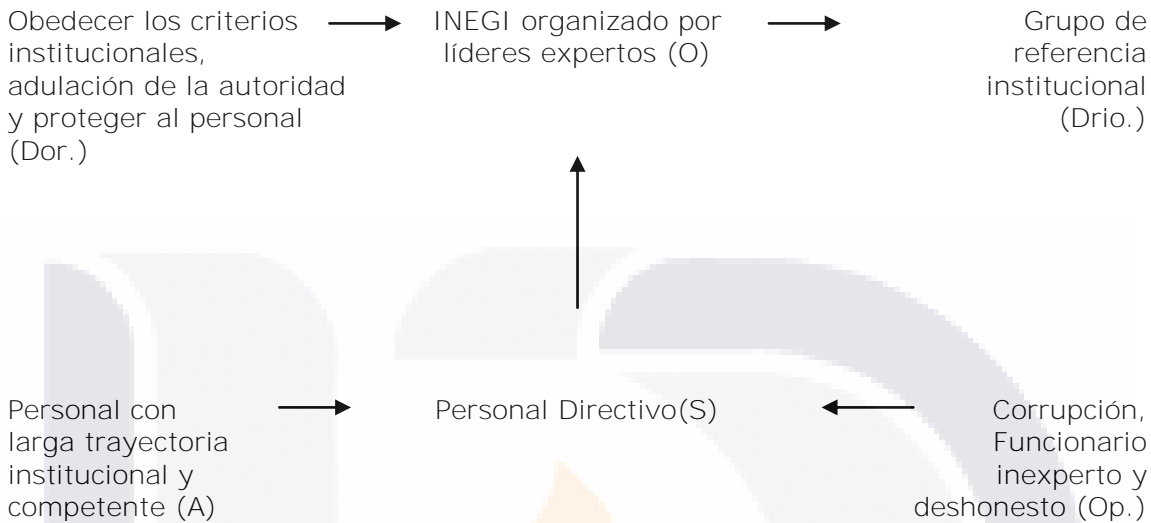 Obedecer los criterios
institucionales,
adulación de la autoridad
y proteger al personal
(Dor.)
INEGI organizado por
líderes expertos (O)
Grupo de
referencia
institucional
(Drio.)
Personal con
larga trayectoria
institucional y
competente (A)
Personal Directivo(S)
Corrupción,
Funcionario
inexperto y
deshonesto (Op.)